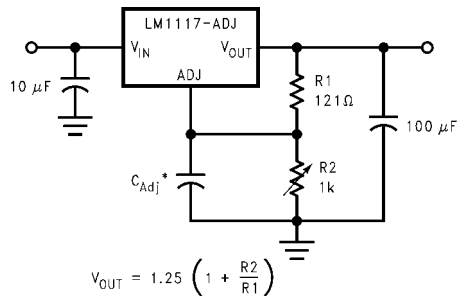 LM1117-ADJ
V_IN
V_OUT
ADJ
10 μF
R1
121Ω
100 μF
C_Adj*
R2
1k
V_OUT = 1.25 (1 + R2/R1)